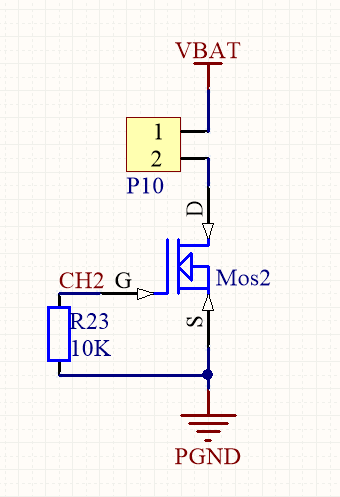 VBAT
1
2
P10
D
CH2 G
Mos2
R23
S
10K
PGND